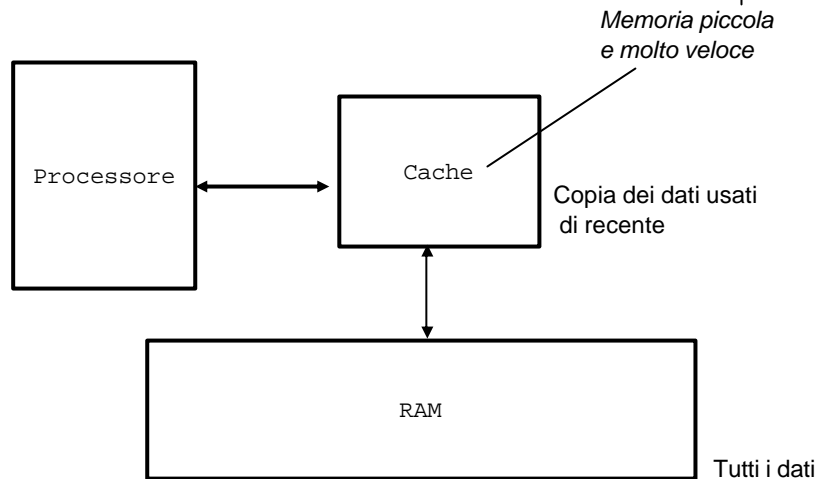 Memoria piccola
e molto veloce
Processore
Cache
Copia dei dati usati
di recente
RAM
Tutti i dati